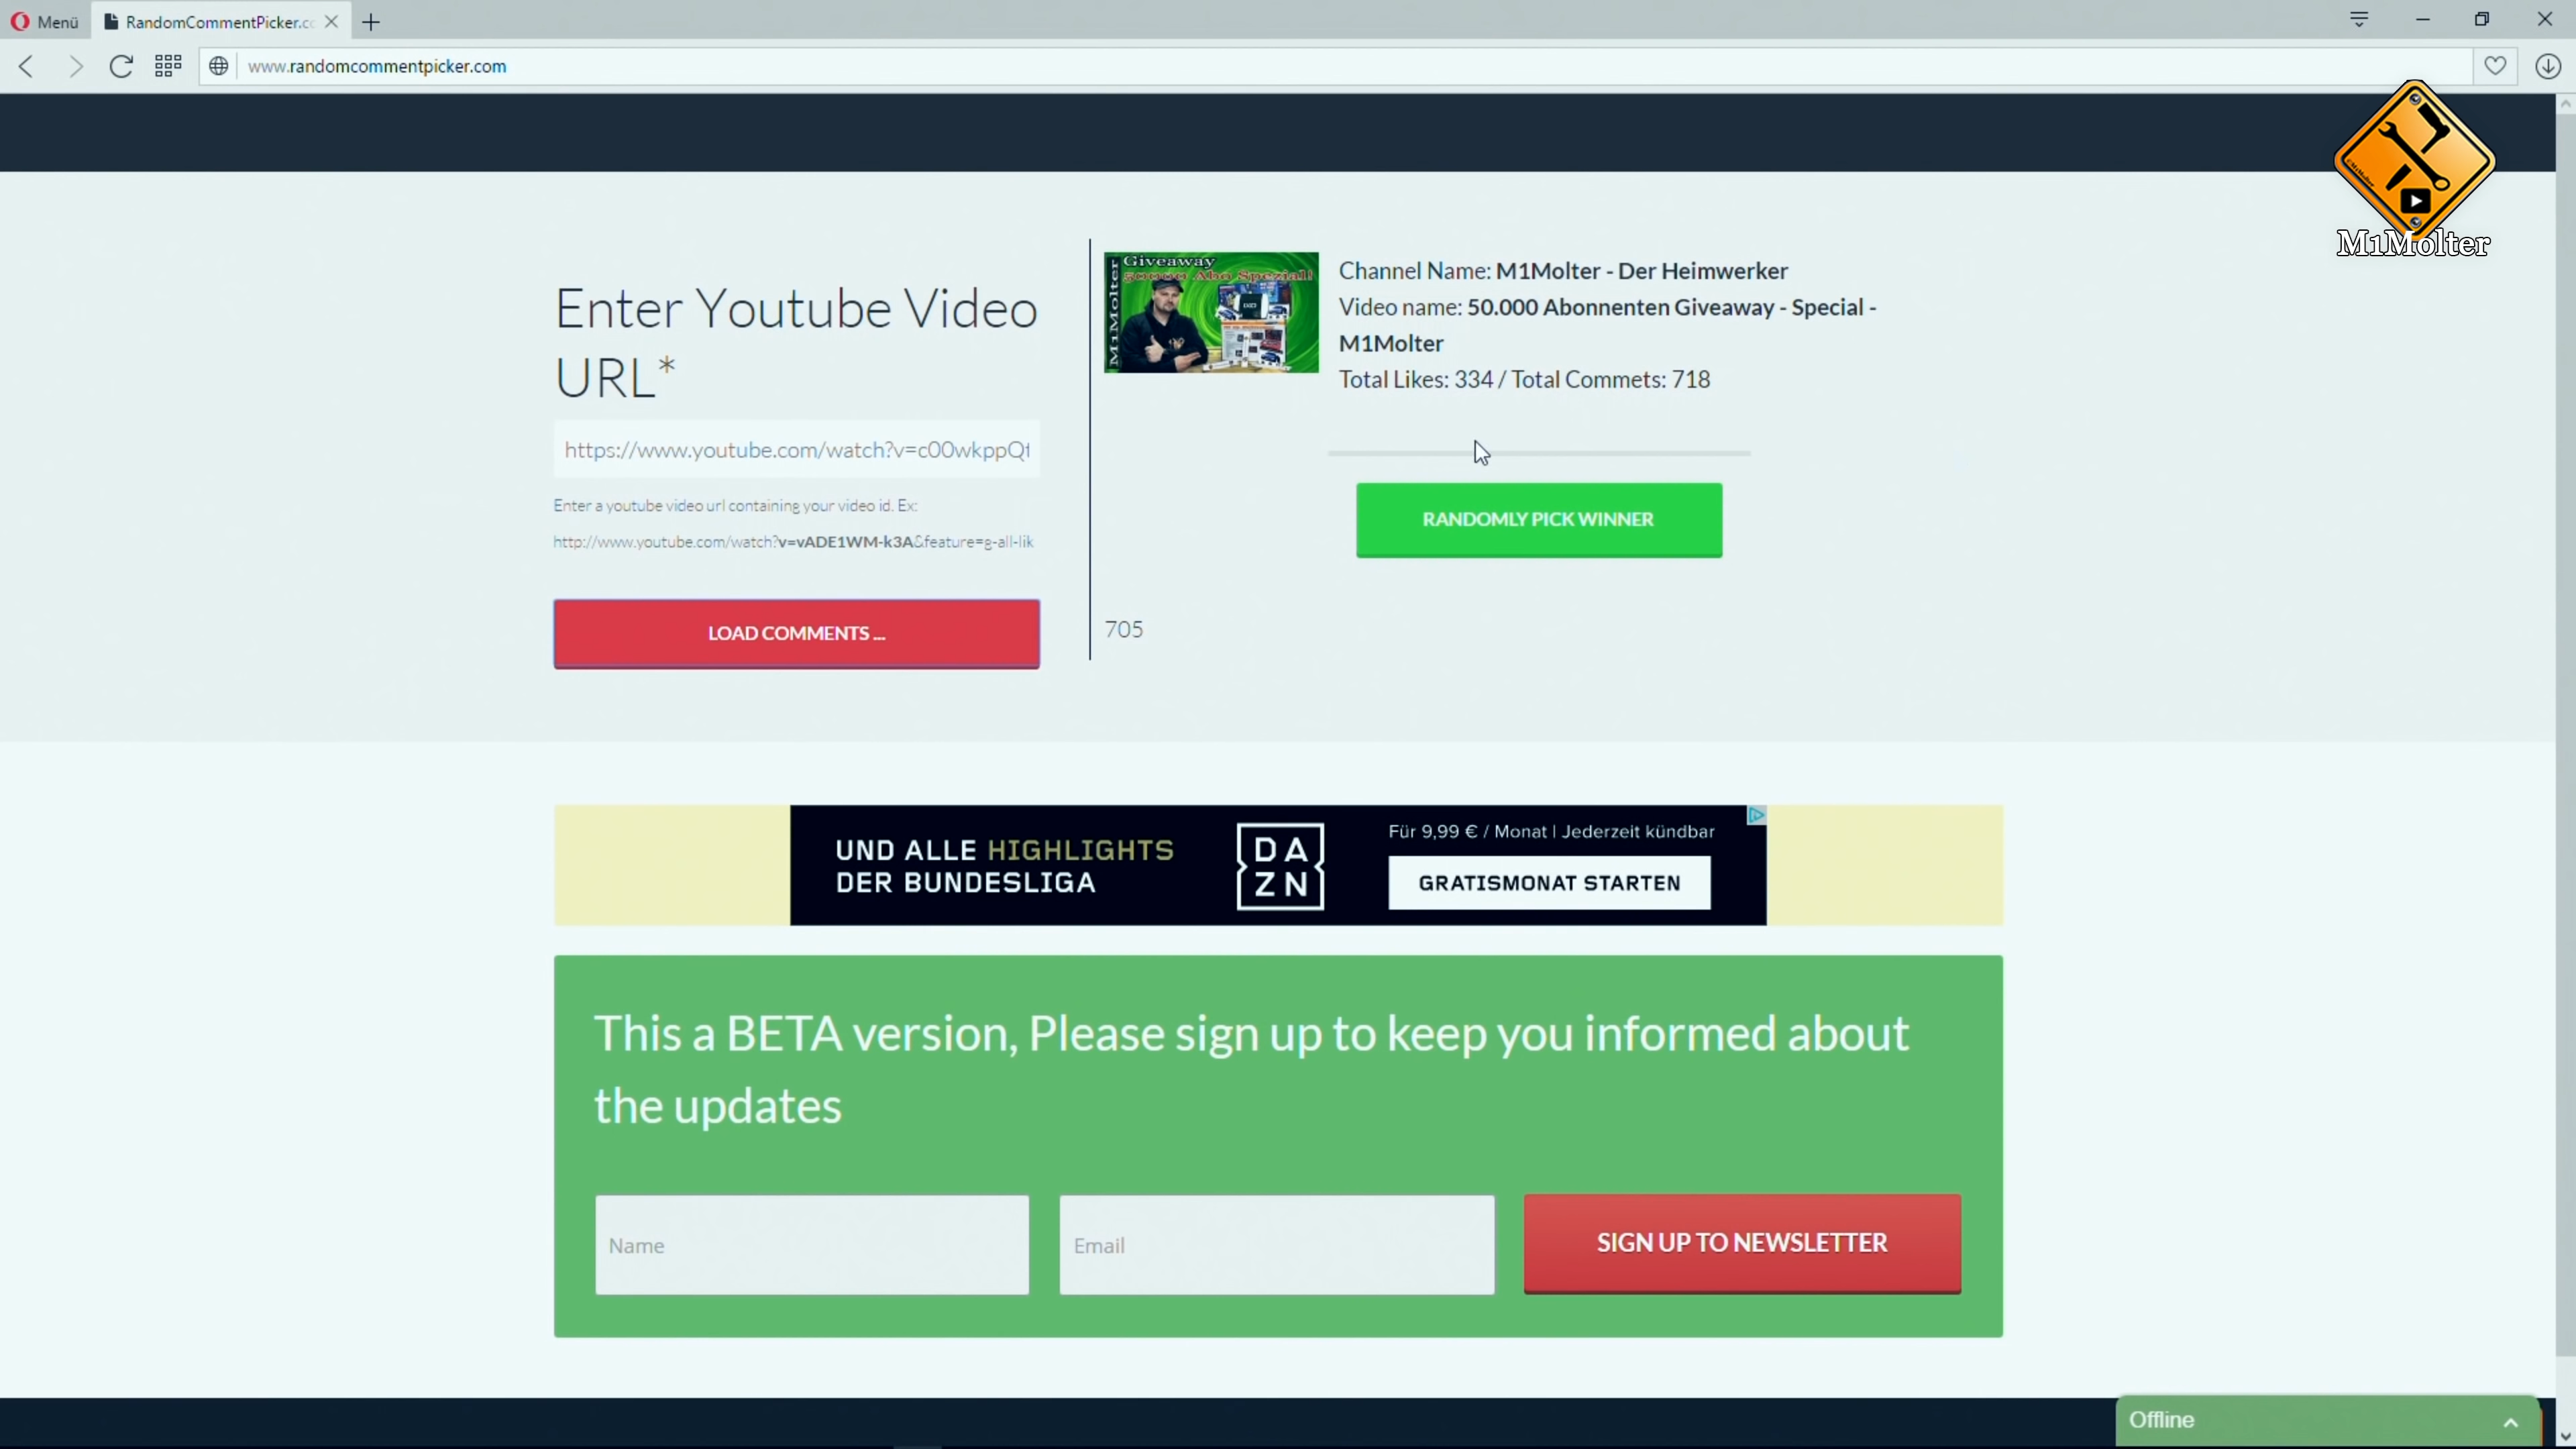 Menü
RandomCommentPicker.cc
www.randomcommentpicker.com
M1Molter
Enter Youtube Video
URL*
https://www.youtube.com/watch?v=c00wkppQt
Enter a youtube video url containing your video id. Ex:
http://www.youtube.com/watch?v=vADE1WM-k3A&feature=g-all-lik
LOAD COMMENTS ...
Giveaway
50000 Abo Spezial!
M1Molter
Channel Name: M1Molter - Der Heimwerker
Video name: 50.000 Abonnenten Giveaway - Special -
M1Molter
Total Likes: 334 / Total Commets: 718
RANDOMLY PICK WINNER
705
UND ALLE HIGHLIGHTS
DER BUNDESLIGA
DA
ZN
Für 9,99 € / Monat | Jederzeit kündbar
GRATISMONAT STARTEN
This a BETA version, Please sign up to keep you informed about
the updates
Name
Email
SIGN UP TO NEWSLETTER
Offline